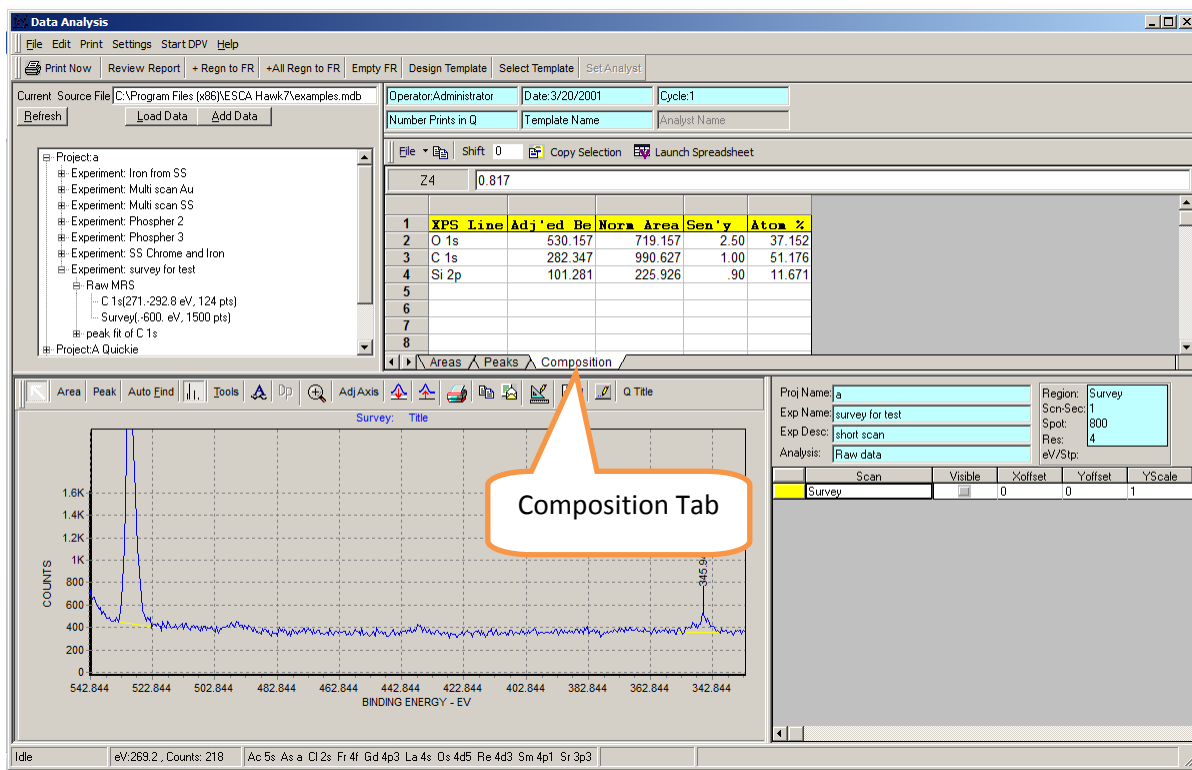 Data Analysis
File Edit Print Settings Start DPV Help
Print Now Review Report + Regn to FR +All Regn to FR Empty FR Design Template Select Template Set Analyst
Current Source File C:\Program Files (x86)\ESCA Hawk7\examples.mdb
Refresh Load Data Add Data
Project:a
Experiment: Iron from SS
Experiment: Multi scan Au
Experiment: Multi scan SS
Experiment: Phospher 2
Experiment: Phospher 3
Experiment: SS Chrome and Iron
Experiment: survey for test
Raw MRS
C 1s(271.-292.8 eV, 124 pts)
Survey(.-600. eV, 1500 pts)
peak fit of C 1s
Project:A Quickie
Operator:Administrator Date:3/20/2001 Cycle:1
Number Prints in Q Template Name Analyst Name
File Shift 0 Copy Selection Launch Spreadsheet
Z4 0.817
1 XPS Line Adj'ed Be Norm Area Sen'y Atom %
2 O 1s 530.157 719.157 2.50 37.152
3 C 1s 282.347 990.627 1.00 51.176
4 Si 2p 101.281 225.926 .90 11.671
5
6
7
8
Areas Peaks Composition
Area Peak Auto Find Tools A Dp Adj Axis Q Title
Survey: Title
Composition Tab
1.6K
1.4K
1.2K
1K
800
600
400
200
0
COUNTS
542.844 522.844 502.844 482.844 462.844 442.844 422.844 402.844 382.844 362.844 342.844
BINDING ENERGY - EV
Proj Name: a
Exp Name: survey for test
Exp Desc: short scan
Analysis: Raw data
Region: Survey
Scn-Sec: 1
Spot: 800
Res: 4
eV/Stp:
Scan Visible Xoffset Yoffset YScale
Survey 0 0 1
Idle eV:269.2 , Counts: 218 Ac 5s As a Cl 2s Fr 4f Gd 4p3 La 4s Os 4d5 Re 4d3 Sm 4p1 Sr 3p3